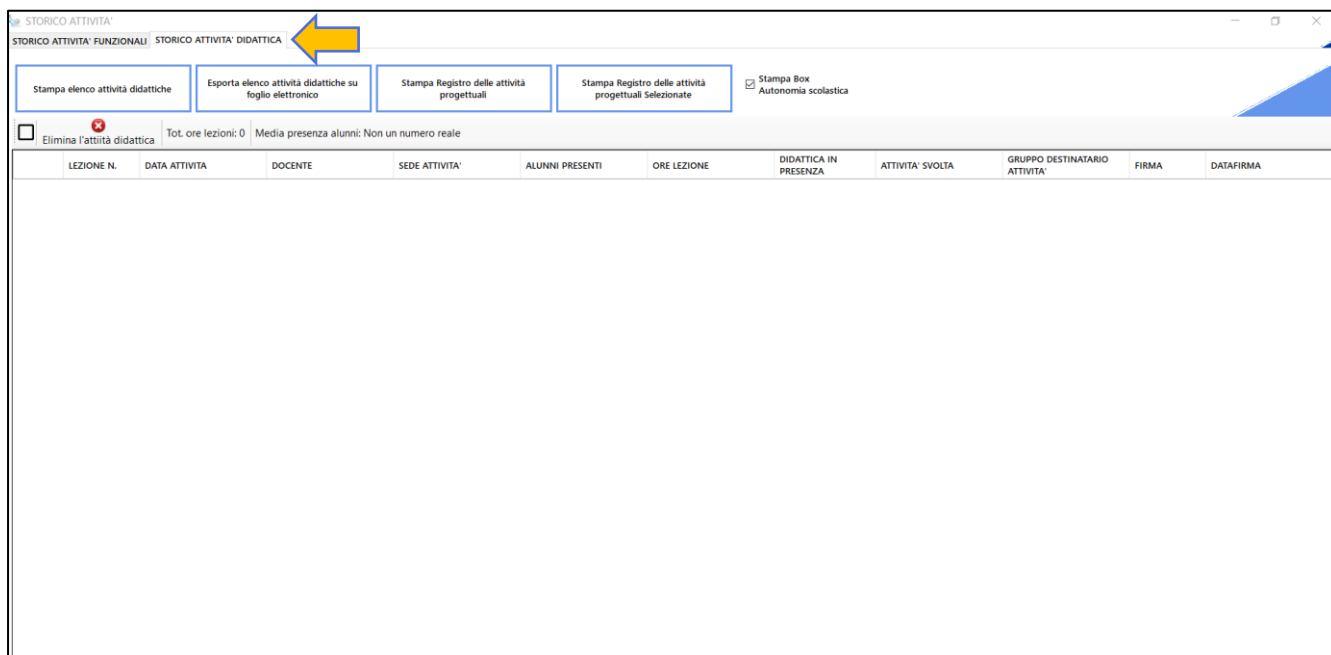 STORICO ATTIVITA'
STORICO ATTIVITA' FUNZIONALI STORICO ATTIVITA' DIDATTICA
Stampa elenco attività didattiche
Esporta elenco attività didattiche su
foglio elettronico
Stampa Registro delle attività
progettuali
Stampa Registro delle attività
progettuali Selezionate
Stampa Box
Autonomia scolastica
Elimina l'attiità didattica
Tot. ore lezioni: 0 Media presenza alunni: Non un numero reale
LEZIONE N.
DATA ATTIVITA
DOCENTE
SEDE ATTIVITA'
ALUNNI PRESENTI
ORE LEZIONE
DIDATTICA IN
PRESENZA
ATTIVITA' SVOLTA
GRUPPO DESTINATARIO
ATTIVITA'
FIRMA
DATAFIRMA